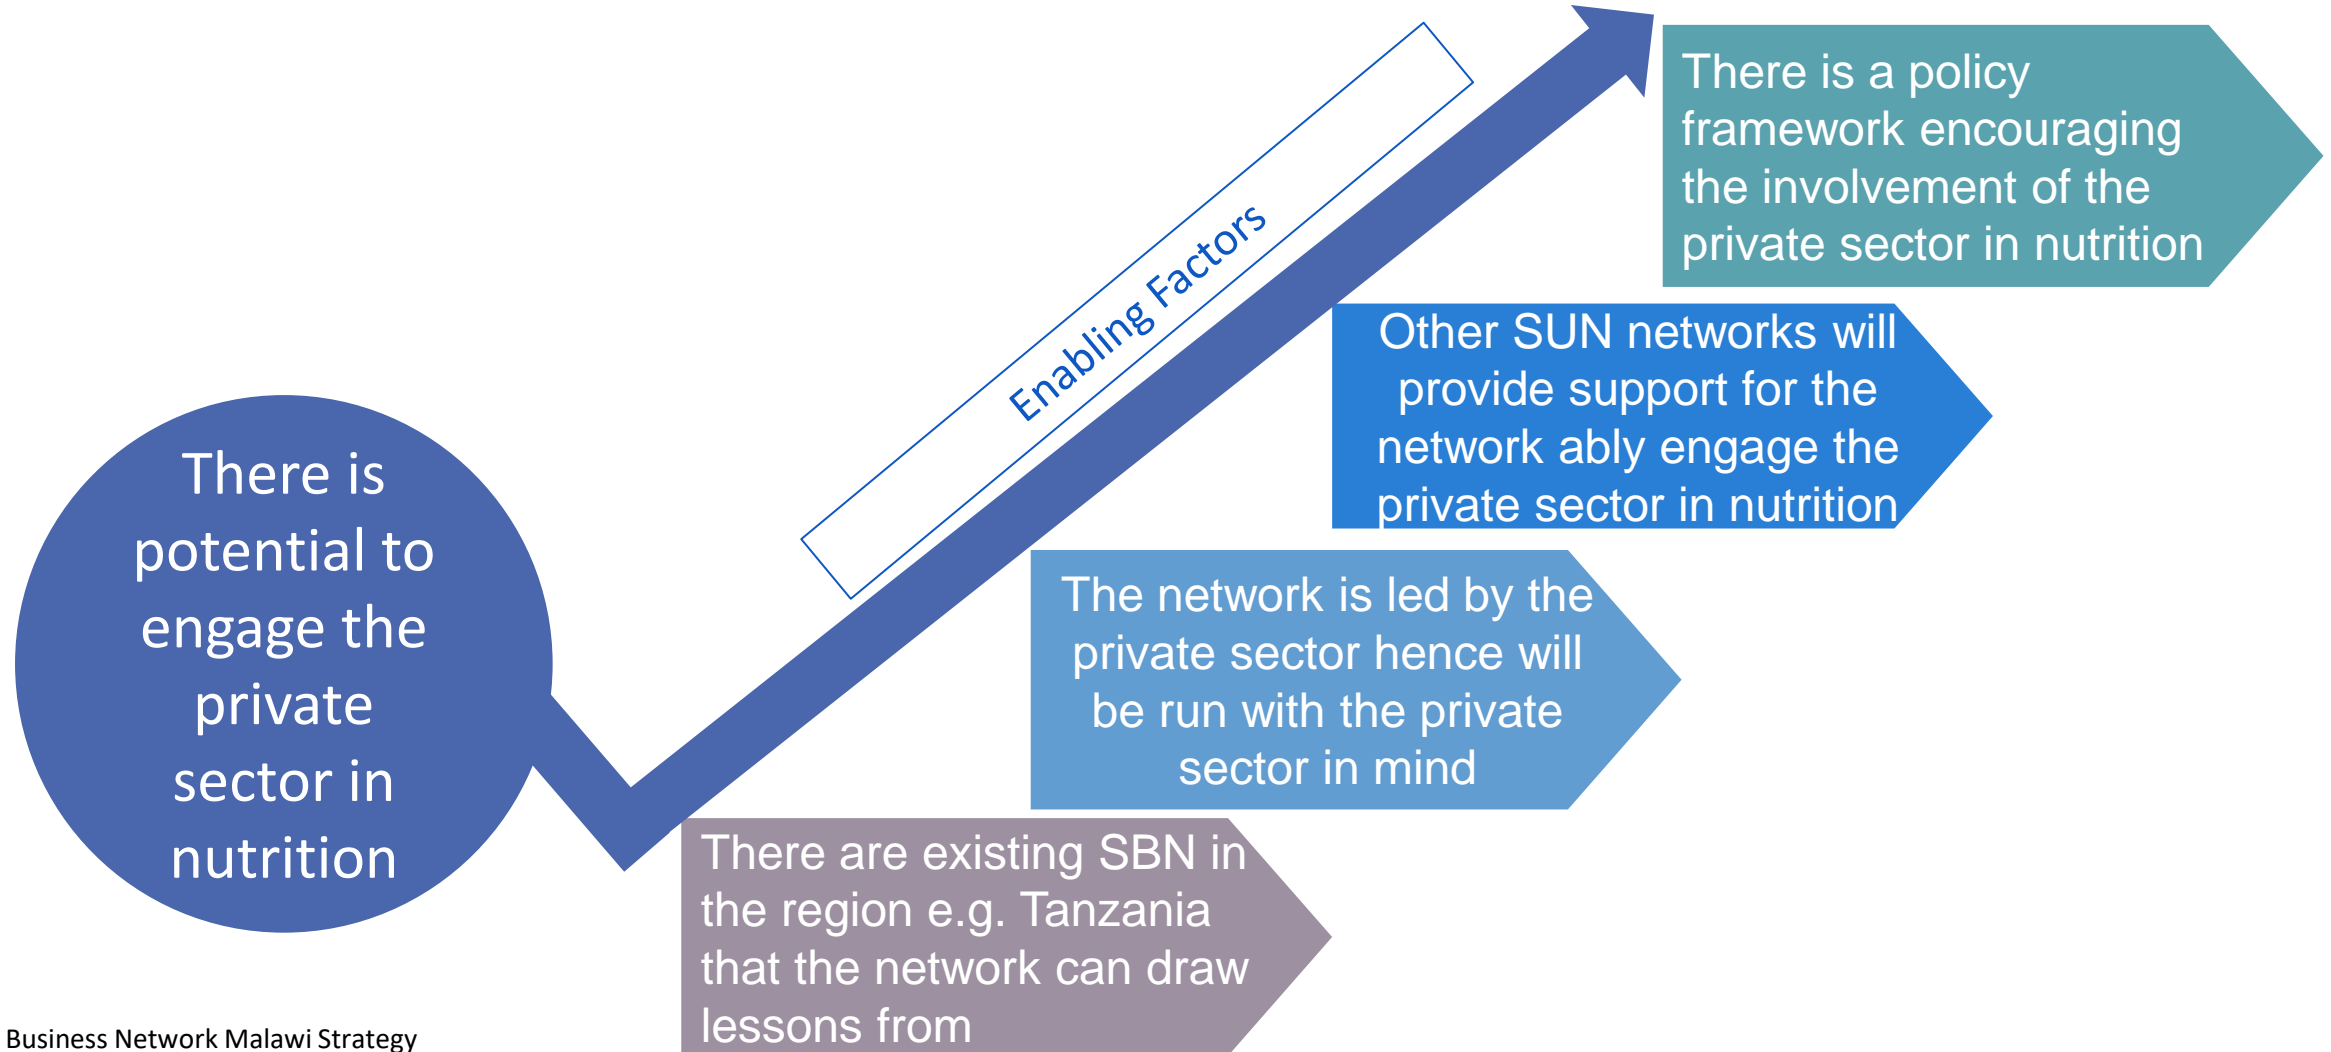 There is
potential to
engage the
private
sector in
nutrition
Enabling Factors
There is a policy
framework encouraging
the involvement of the
private sector in nutrition
Other SUN networks will
provide support for the
network ably engage the
private sector in nutrition
The network is led by the
private sector hence will
be run with the private
sector in mind
There are existing SBN in
the region e.g. Tanzania
that the network can draw
lessons from
Business Network Malawi Strategy